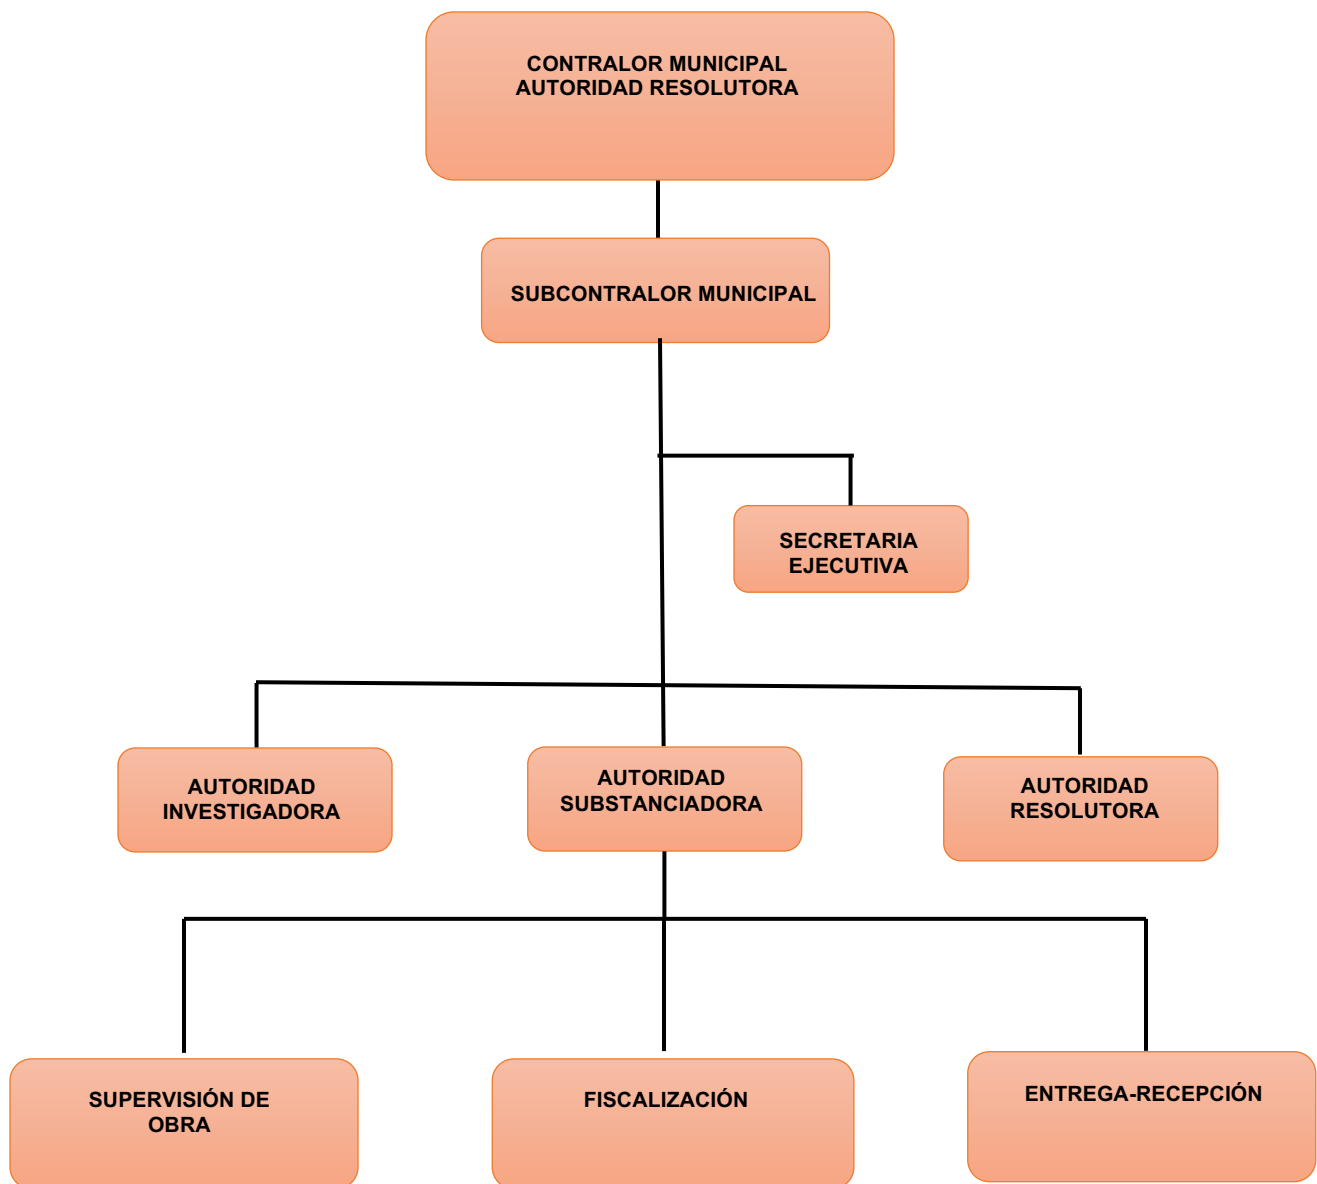 CONTRALOR MUNICIPAL
AUTORIDAD RESOLUTORA
SUBCONTRALOR MUNICIPAL
SECRETARIA
EJECUTIVA
AUTORIDAD
INVESTIGADORA
AUTORIDAD
SUBSTANCIADORA
AUTORIDAD
RESOLUTORA
SUPERVISIÓN DE
OBRA
FISCALIZACIÓN
ENTREGA-RECEPCIÓN